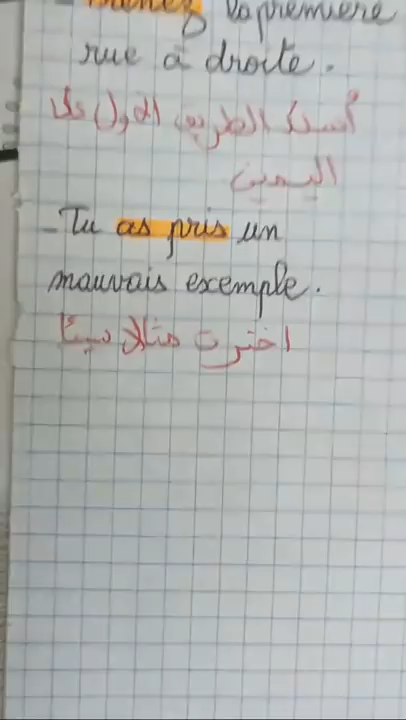 la première
rue à droite.
أسلك الطريق الأول على
اليمين
- Tu as pris un
mauvais exemple.
اخترت مثالا سيئا